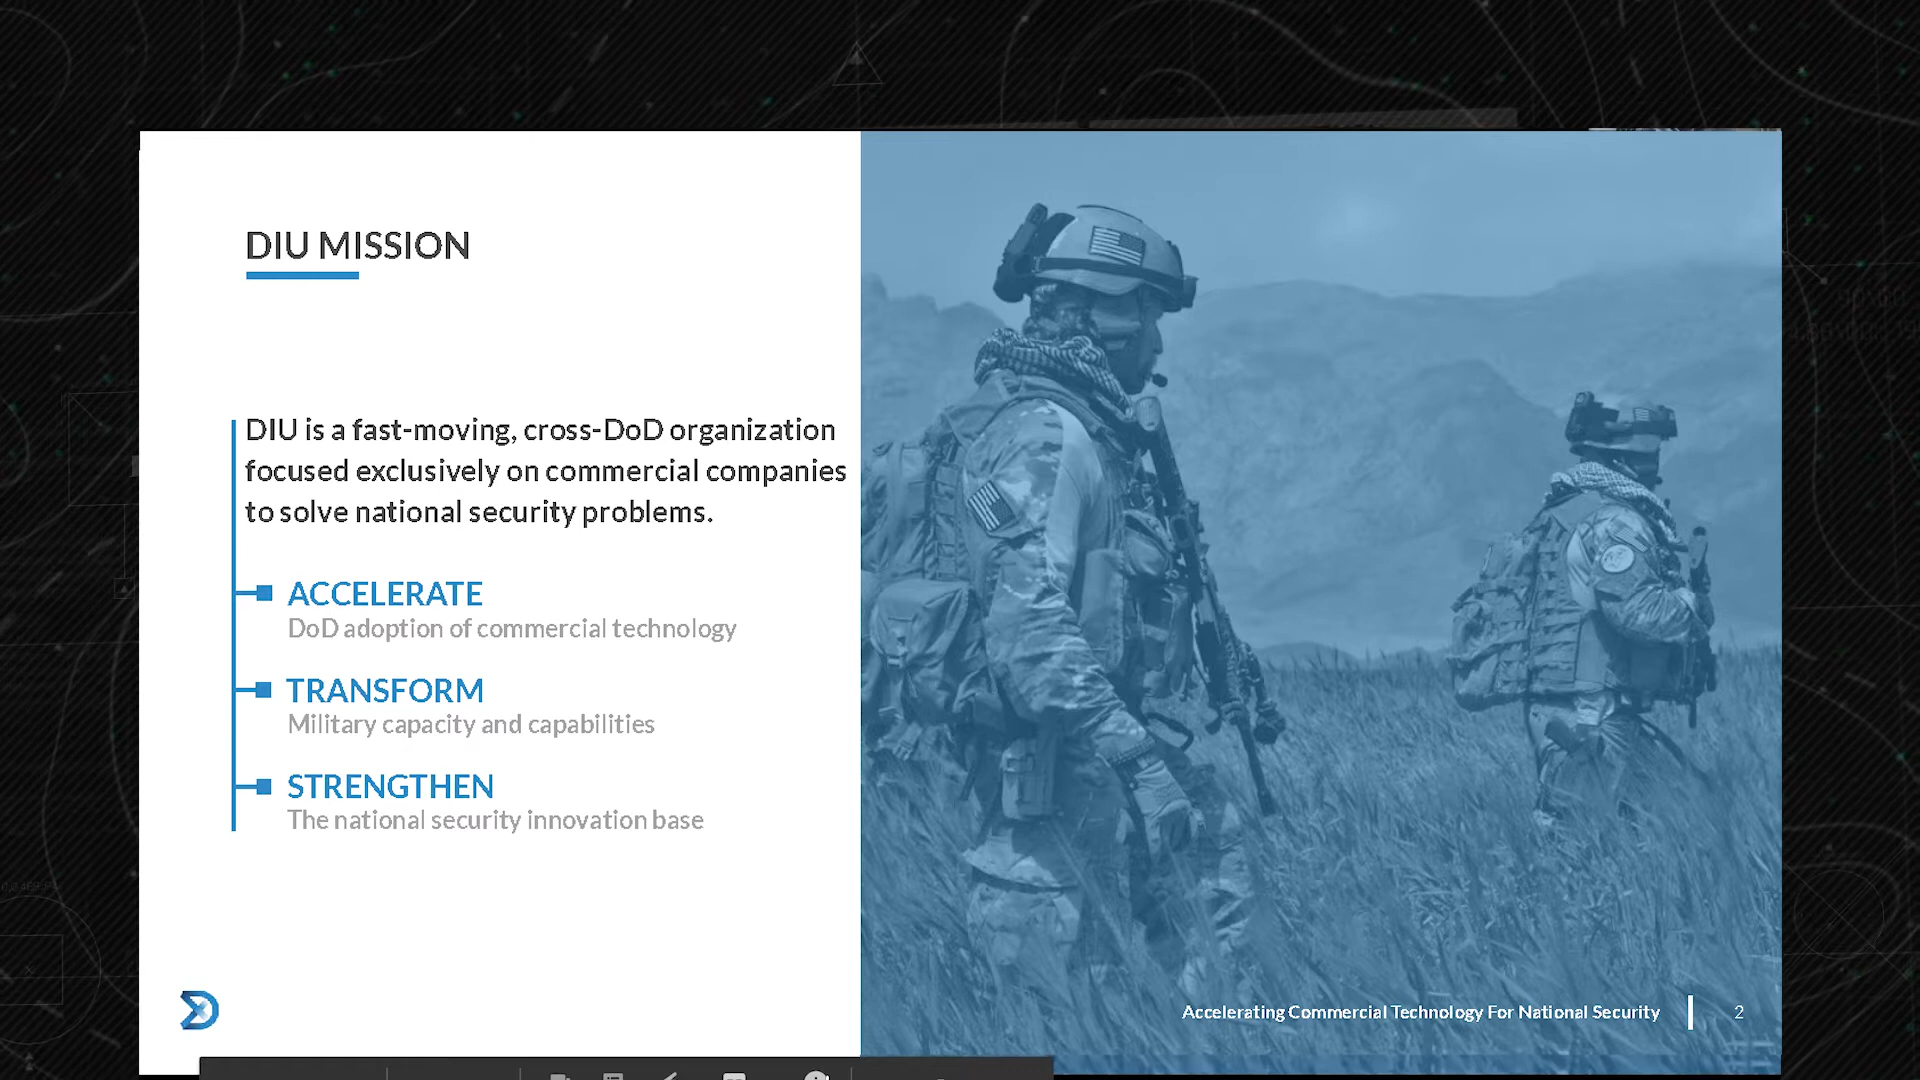 DIU MISSION
DIU is a fast-moving, cross-DoD organization
focused exclusively on commercial companies
to solve national security problems.
ACCELERATE
DoD adoption of commercial technology
TRANSFORM
Military capacity and capabilities
STRENGTHEN
The national security innovation base
Accelerating Commercial Technology For National Security
2